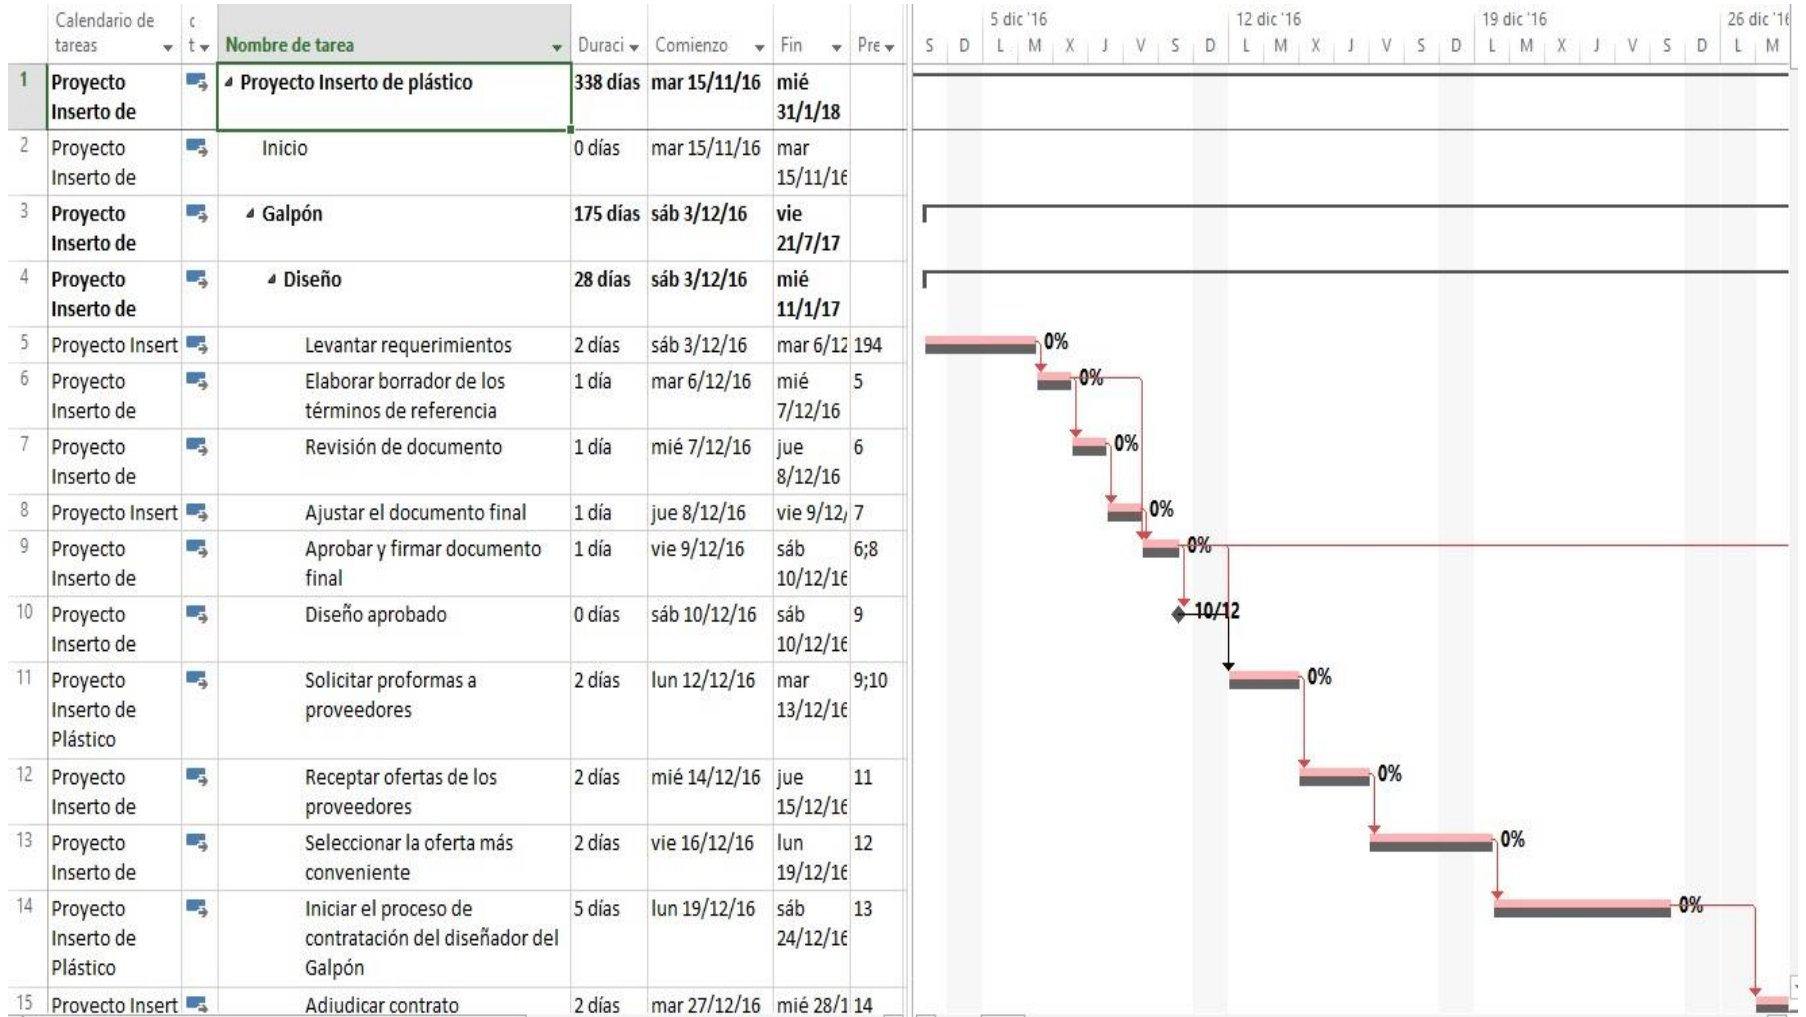 Calendario de tareas c t Nombre de tarea Duraci Comienzo Fin Pre
5 dic '16 12 dic '16 19 dic '16 26 dic '16
S D L M X J V S D L M X J V S D L M X J V S D L M
1 Proyecto Inserto de Proyecto Inserto de plástico 338 días mar 15/11/16 mié 31/1/18
2 Proyecto Inserto de Inicio 0 días mar 15/11/16 mar 15/11/16
3 Proyecto Inserto de Galpón 175 días sáb 3/12/16 vie 21/7/17
4 Proyecto Inserto de Diseño 28 días sáb 3/12/16 mié 11/1/17
5 Proyecto Insert Levantar requerimientos 2 días sáb 3/12/16 mar 6/12 194 0%
6 Proyecto Inserto de Elaborar borrador de los términos de referencia 1 día mar 6/12/16 mié 7/12/16 5 0%
7 Proyecto Inserto de Revisión de documento 1 día mié 7/12/16 jue 8/12/16 6 0%
8 Proyecto Insert Ajustar el documento final 1 día jue 8/12/16 vie 9/12/ 7 0%
9 Proyecto Inserto de Aprobar y firmar documento final 1 día vie 9/12/16 sáb 10/12/16 6;8 0%
10 Proyecto Inserto de Diseño aprobado 0 días sáb 10/12/16 sáb 10/12/16 9 10/12
11 Proyecto Inserto de Plástico Solicitar proformas a proveedores 2 días lun 12/12/16 mar 13/12/16 9;10 0%
12 Proyecto Inserto de Receptar ofertas de los proveedores 2 días mié 14/12/16 jue 15/12/16 11 0%
13 Proyecto Inserto de Seleccionar la oferta más conveniente 2 días vie 16/12/16 lun 19/12/16 12 0%
14 Proyecto Inserto de Plástico Iniciar el proceso de contratación del diseñador del Galpón 5 días lun 19/12/16 sáb 24/12/16 13 0%
15 Proyecto Insert Adjudicar contrato 2 días mar 27/12/16 mié 28/1 14